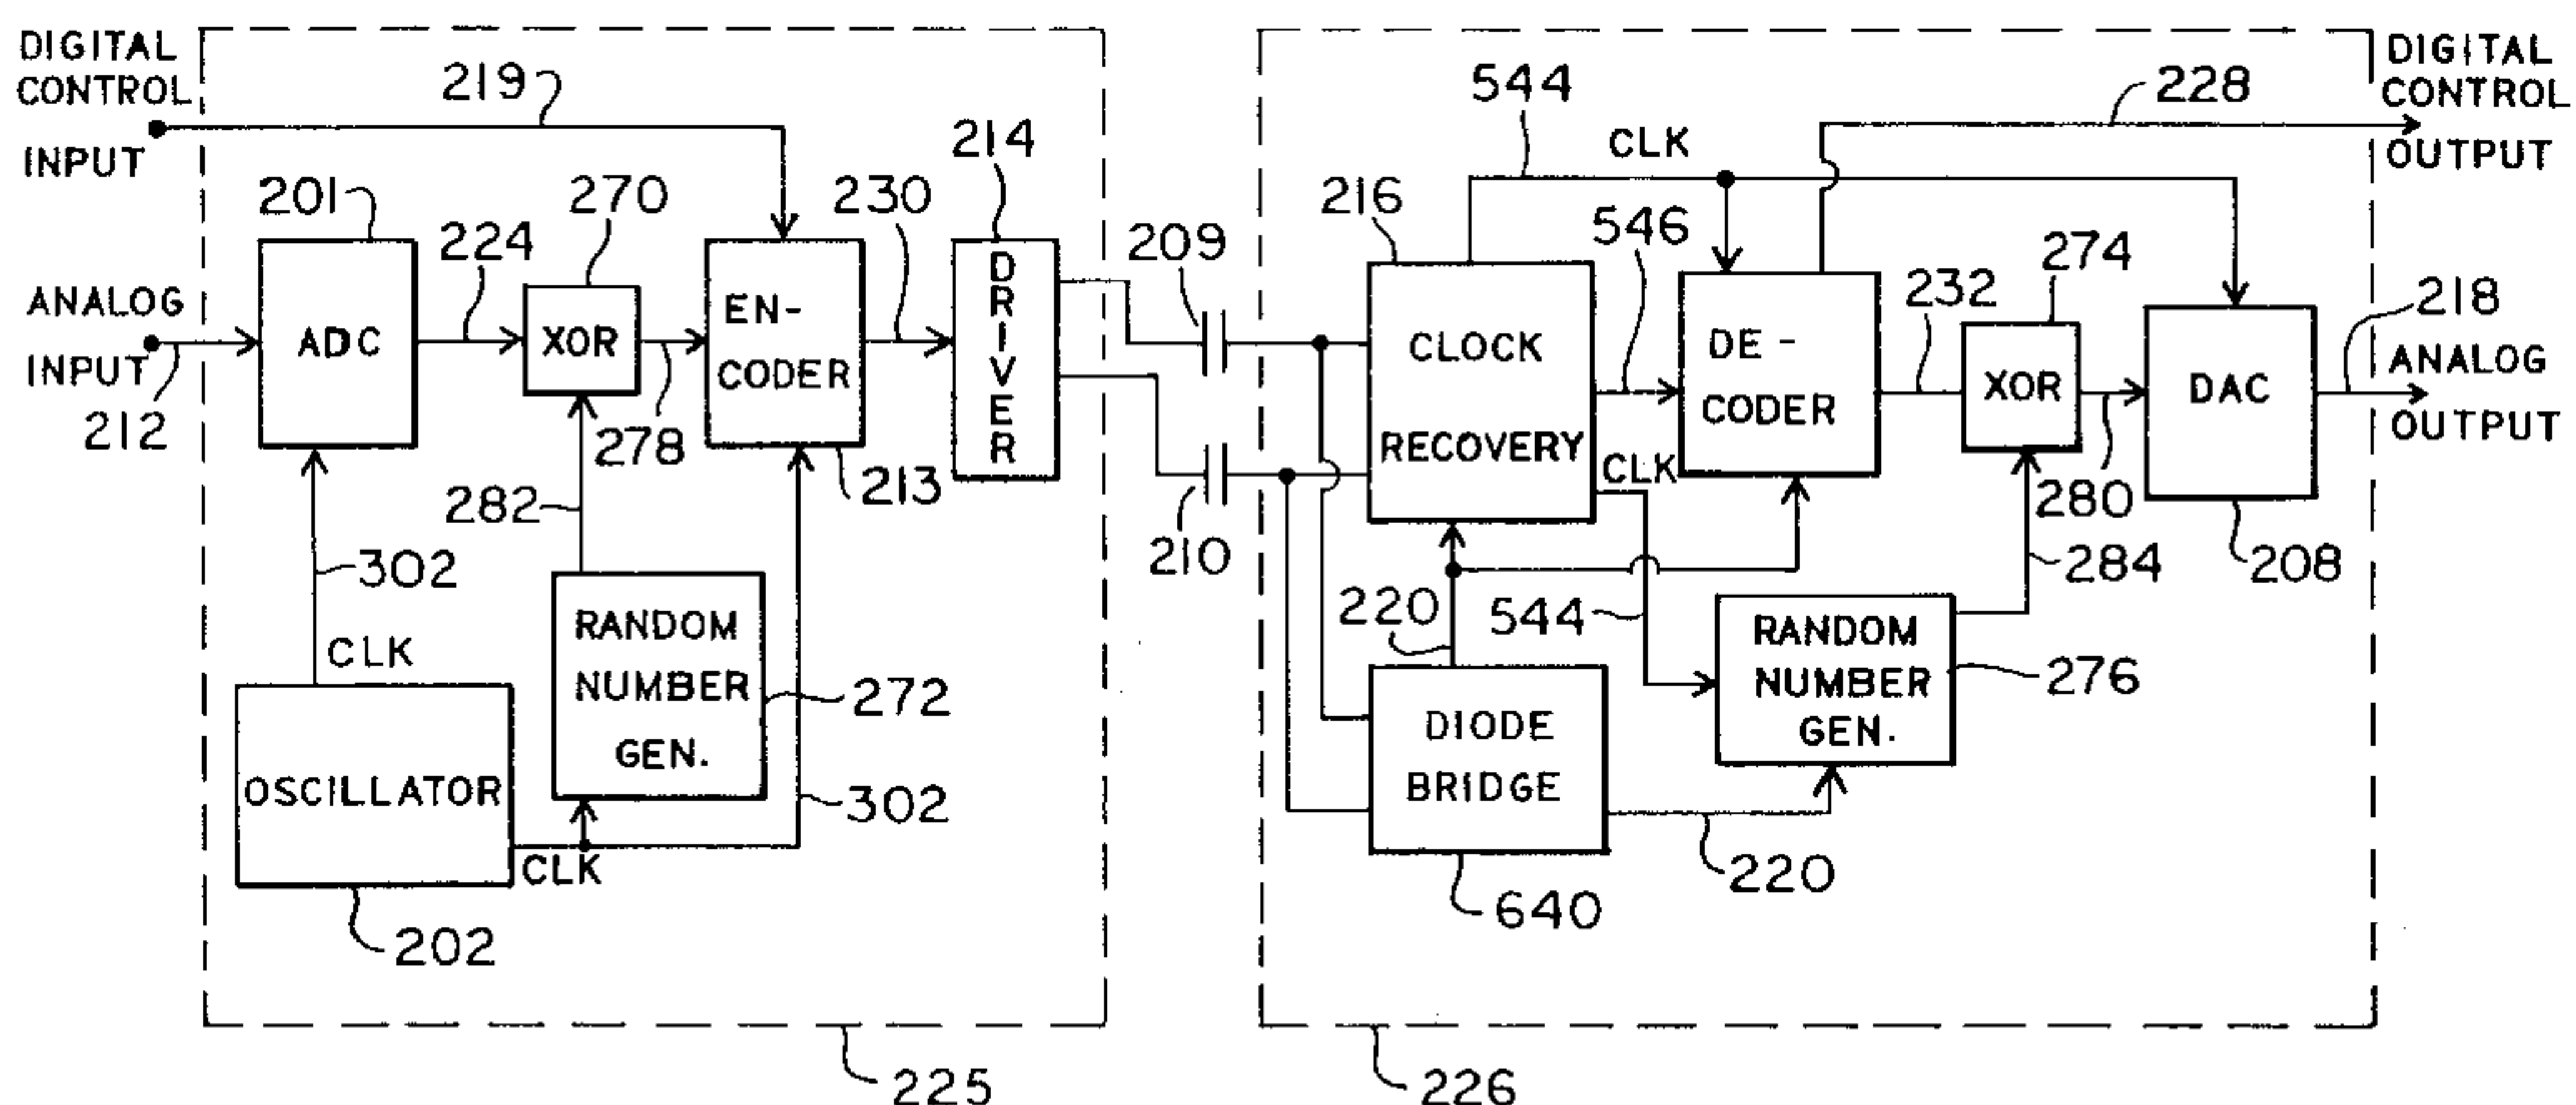 DIGITAL
CONTROL
INPUT
219
201
224
270
230
214
ANALOG
INPUT
212
ADC
XOR
278
EN-
CODER
213
DRIVER
282
302
CLK
RANDOM
NUMBER
GEN.
272
OSCILLATOR
CLK
302
202
225
209
210
544
CLK
228
DIGITAL
CONTROL
OUTPUT
216
546
274
232
218
CLOCK
RECOVERY
DE-
CODER
XOR
DAC
ANALOG
OUTPUT
CLK
280
284
208
220
544
RANDOM
NUMBER
GEN.
276
DIODE
BRIDGE
220
640
226